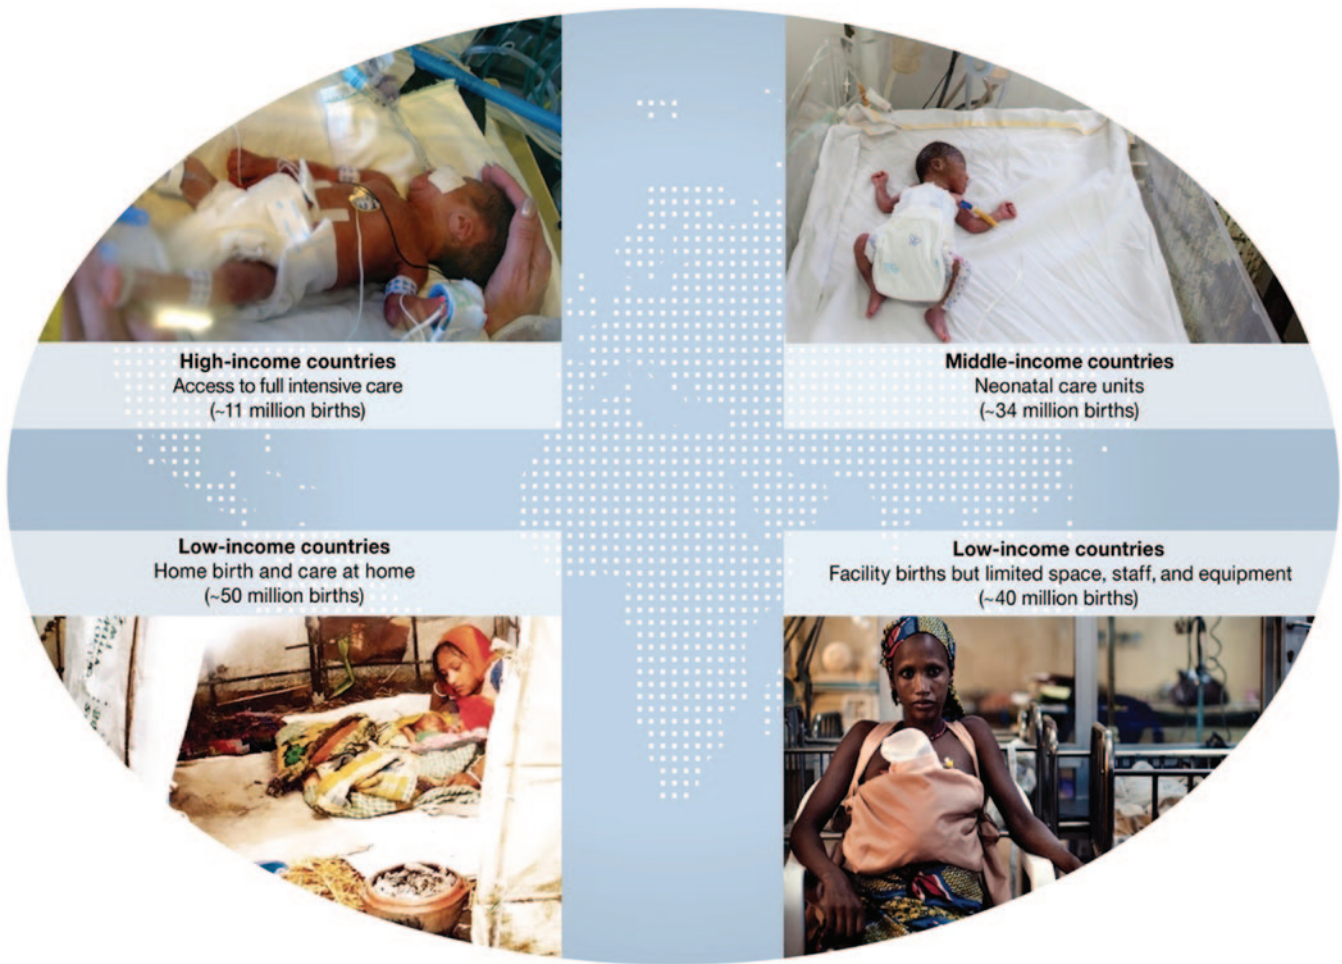 High-income countries
Access to full intensive care
(~11 million births)
Middle-income countries
Neonatal care units
(~34 million births)
Low-income countries
Home birth and care at home
(~50 million births)
Low-income countries
Facility births but limited space, staff, and equipment
(~40 million births)